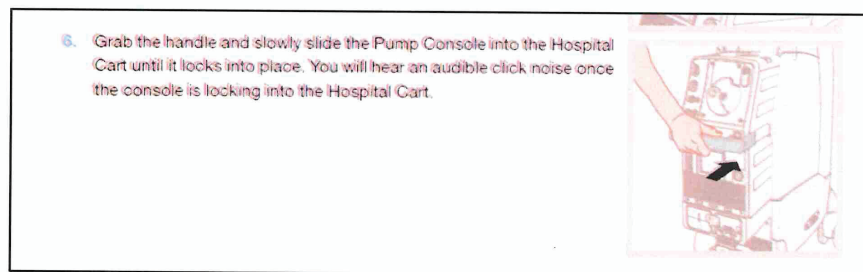 6. Grab the handle and slowly slide the Pump Console into the Hospital
Cart until it locks into place. You will hear an audible click noise once
the console is locking into the Hospital Cart.